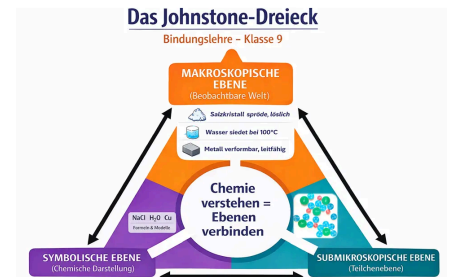 Das Johnstone-Dreieck
Bindungslehre – Klasse 9
MAKROSKOPISCHE
EBENE
(Beobachtbare Welt)
Salzkristall spröde, löslich
Wasser siedet bei 100°C
Metall verformbar, leitfähig
Chemie
verstehen =
Ebenen
verbinden
NaCl H₂O Cu
Formeln & Modelle
SYMBOLISCHE EBENE
(Chemische Darstellung)
SUBMIKROSKOPISCHE EBENE
(Teilchenebene)